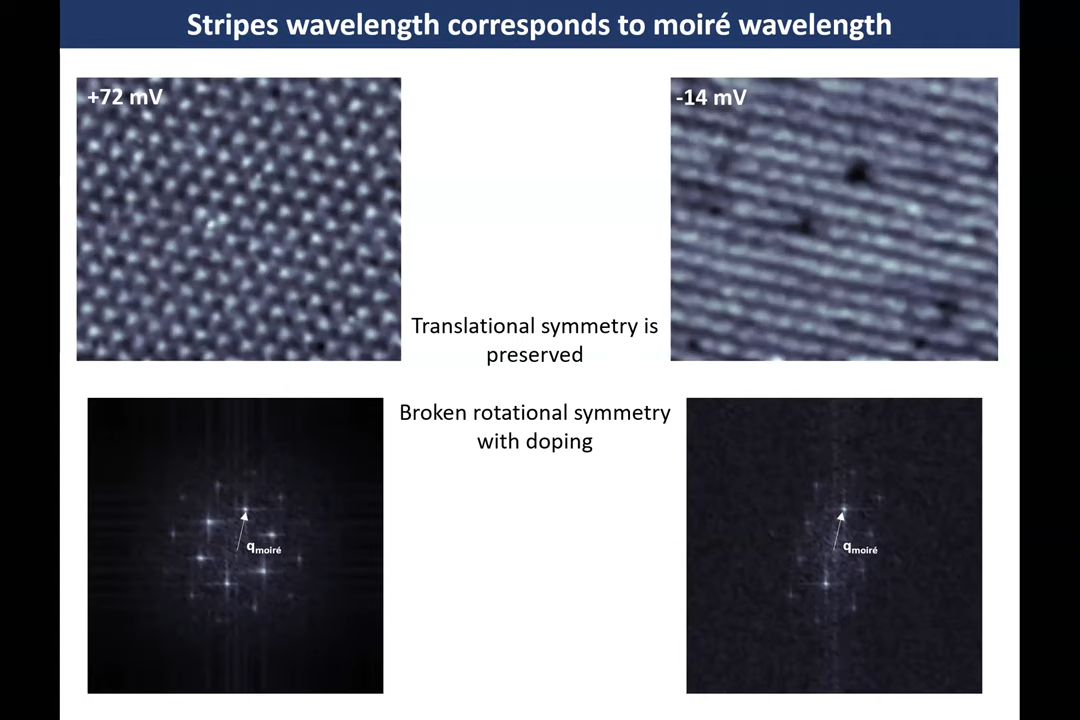 Stripes wavelength corresponds to moiré wavelength
+72 mV
-14 mV
Translational symmetry is
preserved
Broken rotational symmetry
with doping
qmoiré
qmoiré